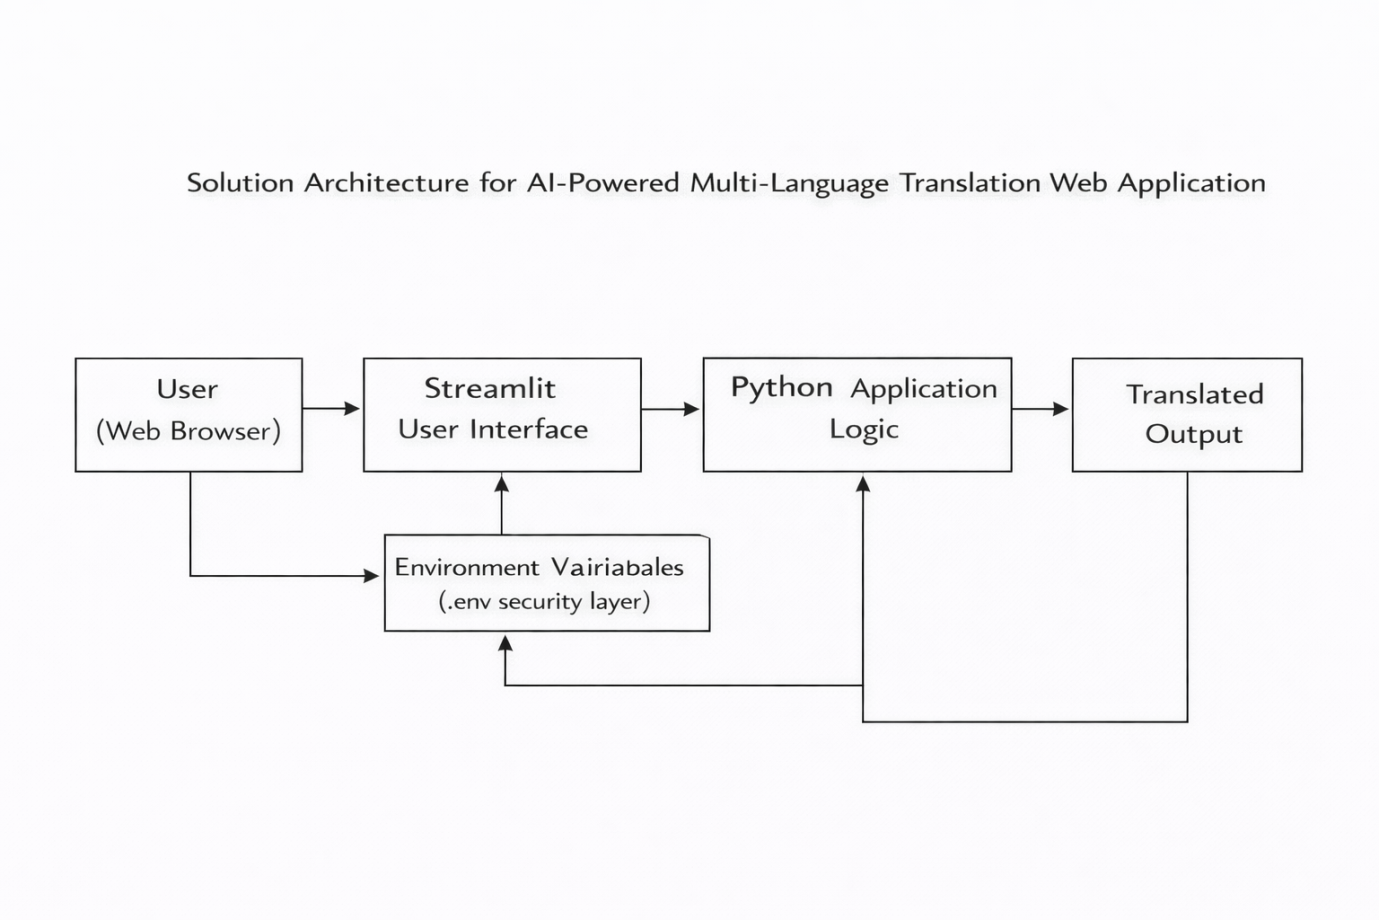 Solution Architecture for AI-Powered Multi-Language Translation Web Application
User
(Web Browser)
Streamlit
User Interface
Python Application
Logic
Translated
Output
Environment Vairiabales
(.env security layer)